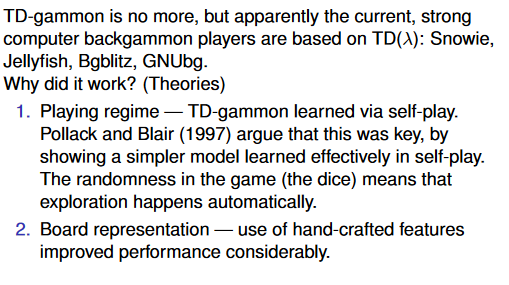 TD-gammon is no more, but apparently the current, strong
computer backgammon players are based on TD(λ): Snowie,
Jellyfish, Bgblitz, GNUbg.
Why did it work? (Theories)
1. Playing regime — TD-gammon learned via self-play.
Pollack and Blair (1997) argue that this was key, by
showing a simpler model learned effectively in self-play.
The randomness in the game (the dice) means that
exploration happens automatically.
2. Board representation — use of hand-crafted features
improved performance considerably.